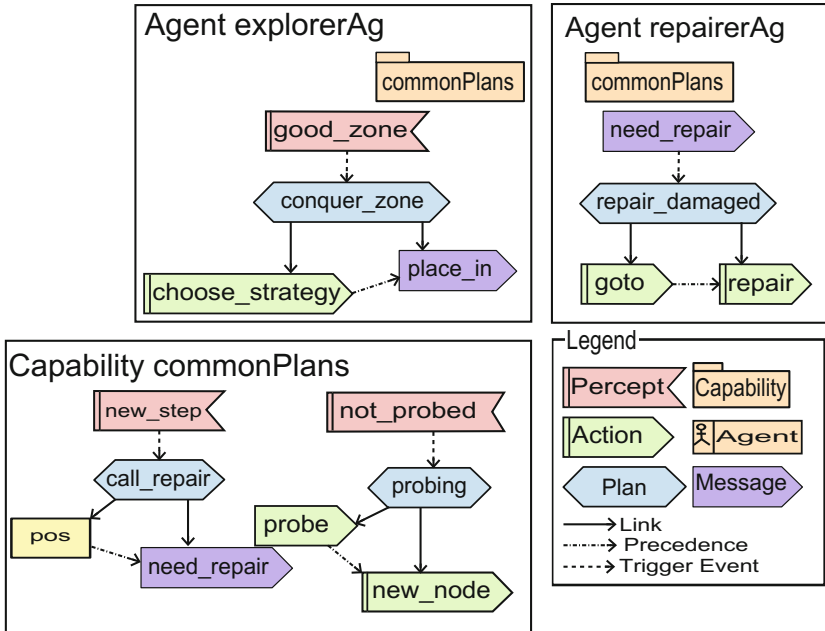 Agent explorerAg
commonPlans
good_zone
conquer_zone
choose_strategy
place_in
Agent repairerAg
commonPlans
need_repair
repair_damaged
goto
repair
Capability commonPlans
new_step
not_probed
call_repair
probing
pos
probe
need_repair
new_node
Legend
Percept
Capability
Action
Agent
Plan
Message
Link
Precedence
Trigger Event